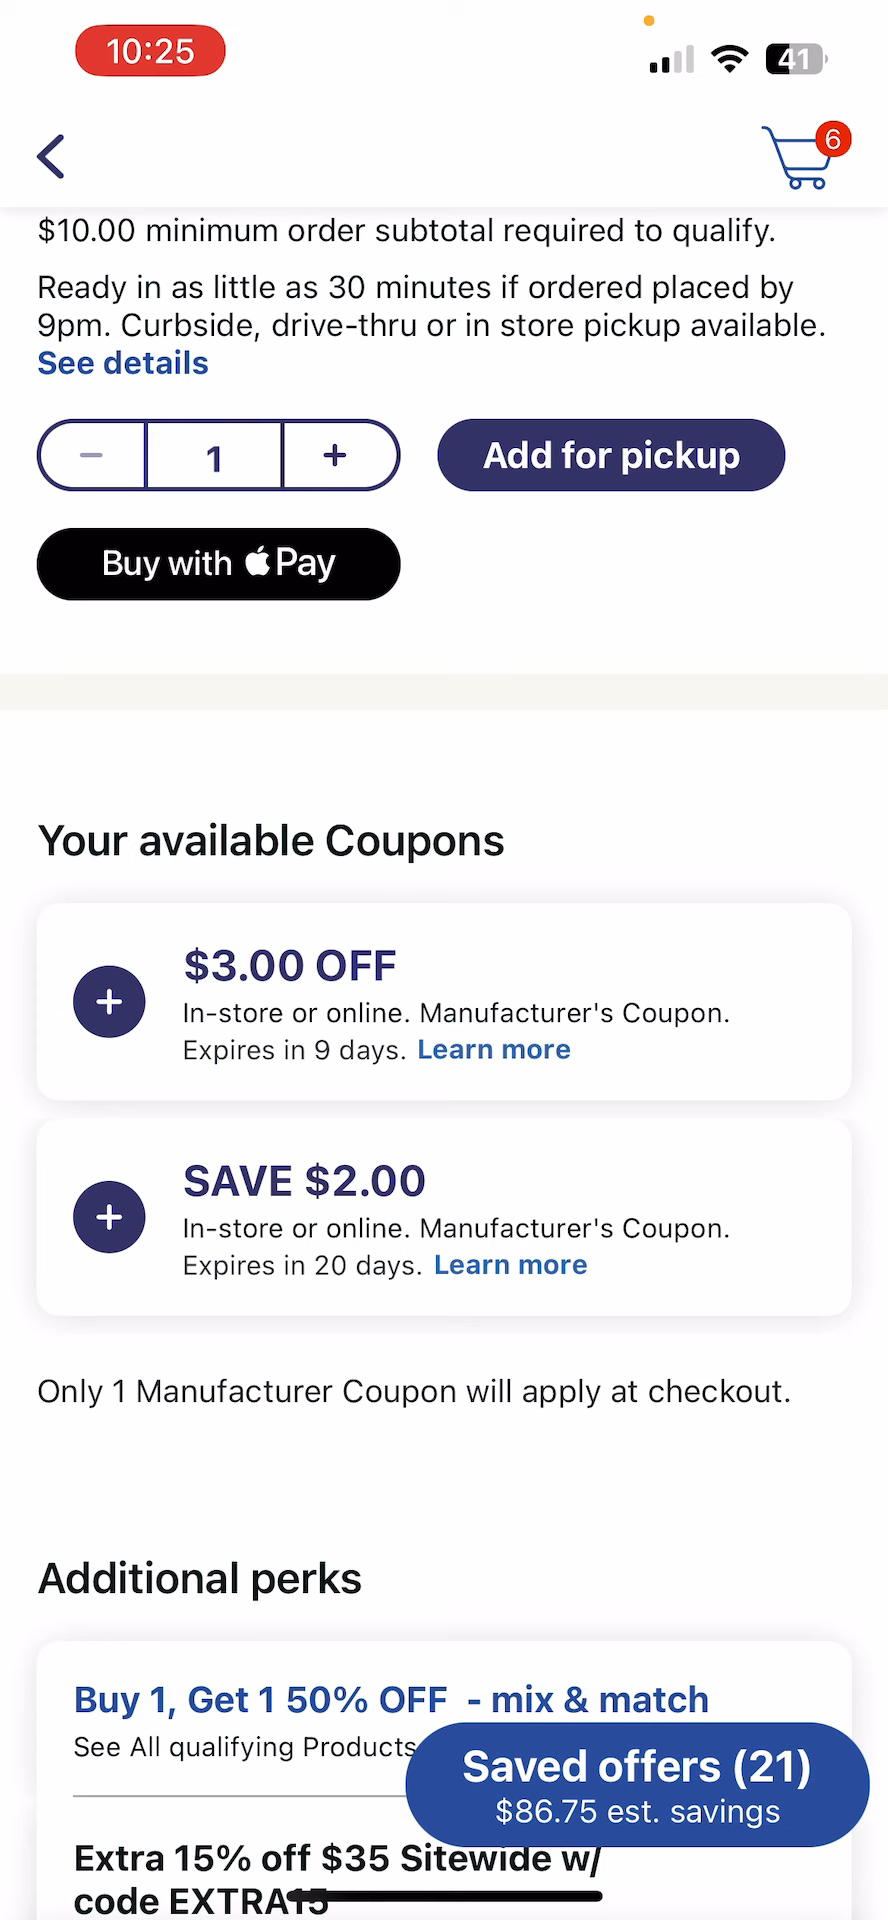 10:25
41
6
$10.00 minimum order subtotal required to qualify.
Ready in as little as 30 minutes if ordered placed by
9pm. Curbside, drive-thru or in store pickup available.
See details
− 1 + Add for pickup
Buy with Pay
Your available Coupons
+
$3.00 OFF
In-store or online. Manufacturer's Coupon.
Expires in 9 days. Learn more
+
SAVE $2.00
In-store or online. Manufacturer's Coupon.
Expires in 20 days. Learn more
Only 1 Manufacturer Coupon will apply at checkout.
Additional perks
Buy 1, Get 1 50% OFF - mix & match
See All qualifying Products
Saved offers (21)
$86.75 est. savings
Extra 15% off $35 Sitewide w/
code EXTRA15